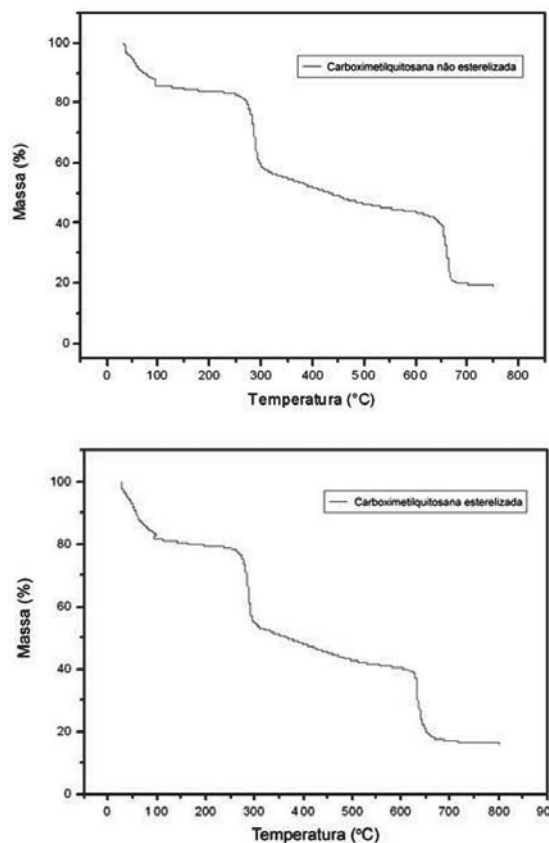 100
80
60
40
20
0
Massa (%)
Carboximetilquitosana não esterelizada
0 100 200 300 400 500 600 700 800
Temperatura (°C)
100
80
60
40
20
0
Massa (%)
Carboximetilquitosana esterelizada
0 100 200 300 400 500 600 700 800 90
Temperatura (°C)